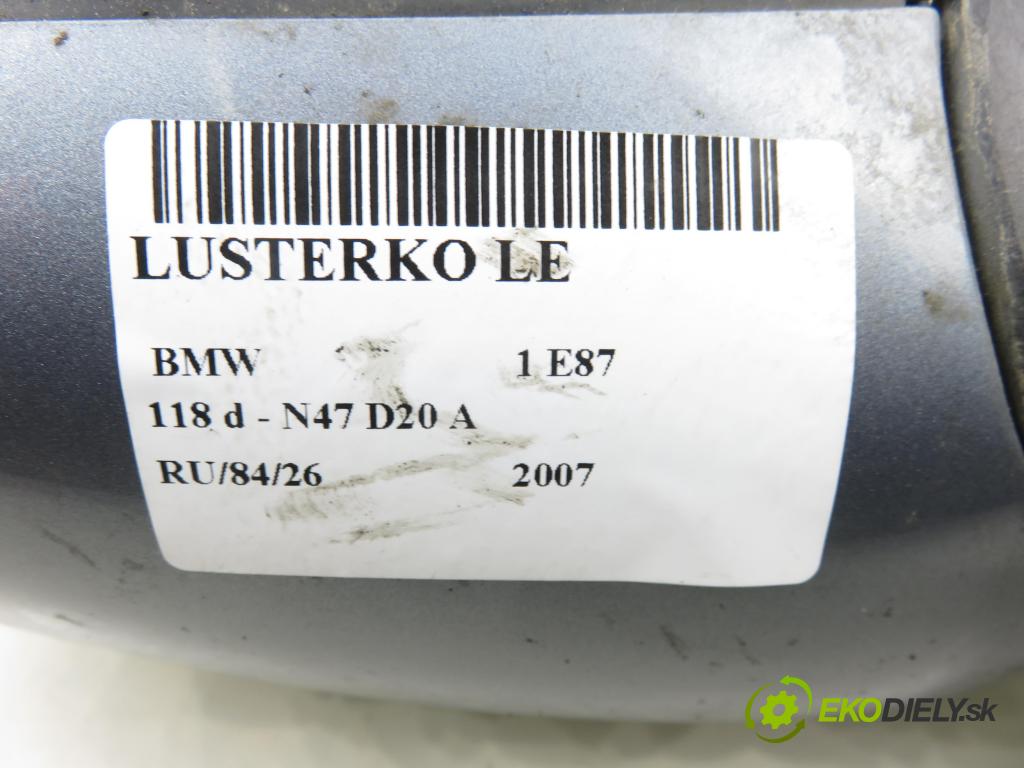 LUSTERKO LE
BMW 1 E87
118 d - N47 D20 A
RU/84/26 2007
EKODIELY.sk